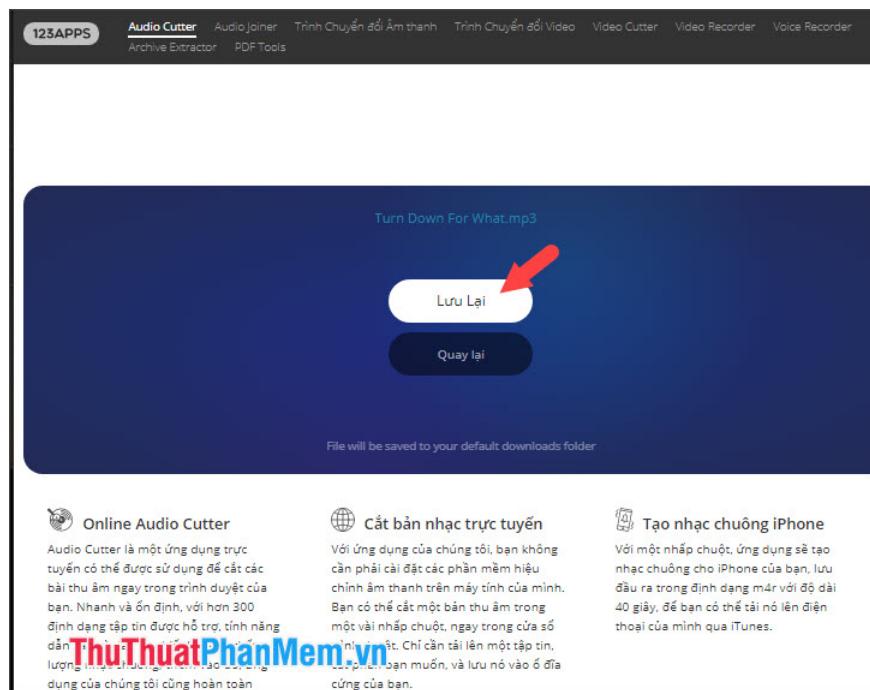 123APPS
Audio Cutter Audio Joiner Trình Chuyển đổi Âm thanh Trình Chuyển đổi Video Video Cutter Video Recorder Voice Recorder
Archive Extractor PDF Tools
Turn Down For What.mp3
Lưu Lại
Quay lại
File will be saved to your default downloads folder
Online Audio Cutter
Audio Cutter là một ứng dụng trực
tuyến có thể được sử dụng để cắt các
bài thu âm ngay trong trình duyệt của
bạn. Nhanh và ổn định, với hơn 300
định dạng tập tin được hỗ trợ, tính năng
lượng
dụng của chúng tôi cũng hoàn toàn
Cắt bản nhạc trực tuyến
Với ứng dụng của chúng tôi, bạn không
cần phải cài đặt các phần mềm hiệu
chỉnh âm thanh trên máy tính của mình.
Bạn có thể cắt một bản thu âm trong
một vài nhấp chuột, ngay trong cửa sổ
Chỉ cần tải lên một tập tin,
bạn muốn, và lưu nó vào ổ đĩa
cứng của bạn.
Tạo nhạc chuông iPhone
Với một nhấp chuột, ứng dụng sẽ tạo
nhạc chuông cho iPhone của bạn, lưu
đầu ra trong định dạng m4r với độ dài
40 giây, để bạn có thể tải nó lên điện
thoại của mình qua iTunes.
ThuThuatPhanMem.vn